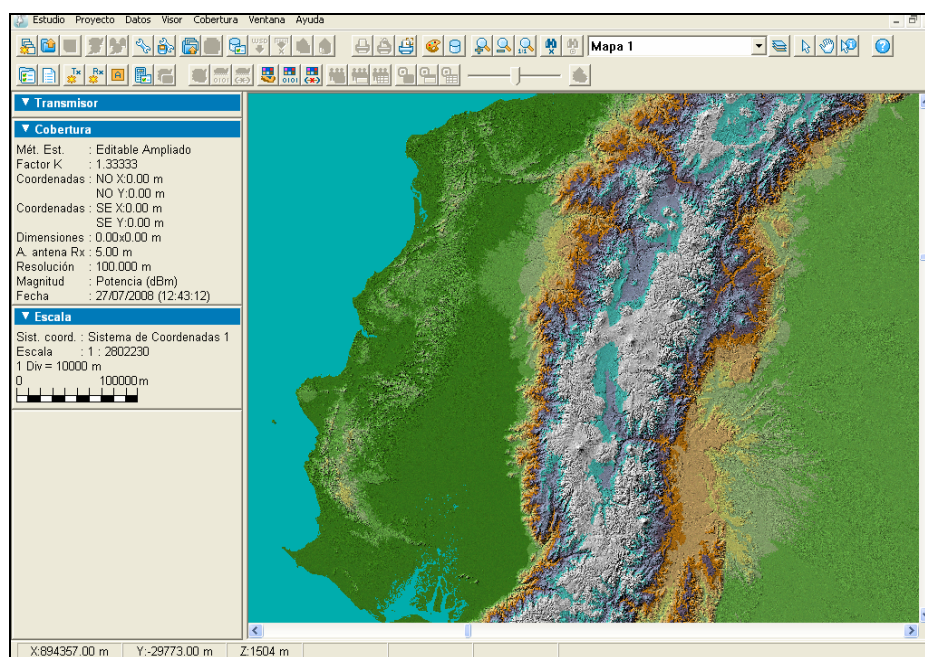 Estudio Proyecto Datos Visor Cobertura Ventana Ayuda
Mapa 1
Transmisor
Cobertura
Mét. Est. : Editable Ampliado
Factor K : 1.33333
Coordenadas : NO X:0.00 m
NO Y:0.00 m
Coordenadas : SE X:0.00 m
SE Y:0.00 m
Dimensiones : 0.00x0.00 m
A. antena Rx : 5.00 m
Resolución : 100.000 m
Magnitud : Potencia (dBm)
Fecha : 27/07/2008 (12:43:12)
Escala
Sist. coord. : Sistema de Coordenadas 1
Escala : 1 : 2802230
1 Div = 10000 m
0 100000m
X:894357.00 m Y:-29773.00 m Z:1504 m